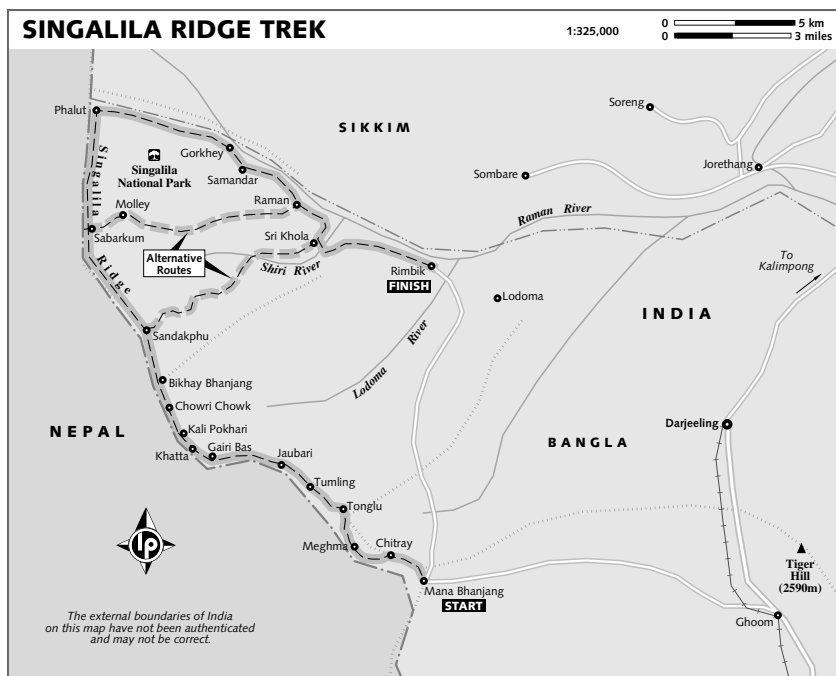 SINGALILA RIDGE TREK
1:325,000
0 5 km
0 3 miles
Phalut
SIKKIM
Soreng
Gorkhey
Singalila
National Park
Samandar
Sombare
Jorethang
Molley
Raman
Raman River
Singalila
Ridge
Sabarkum
Sri Khola
Alternative
Routes
Shiri River
Rimbik
FINISH
To
Kalimpong
Lodoma
INDIA
Sandakphu
Lodoma River
Bikhay Bhanjang
Chowri Chowk
NEPAL
Kali Pokhari
Khatta
Gairi Bas
Jaubari
BANGLA
Darjeeling
Tumling
Tonglu
Meghma
Chitray
Mana Bhanjang
START
Tiger
Hill
(2590m)
Ghoom
lp
The external boundaries of India
on this map have not been authenticated
and may not be correct.